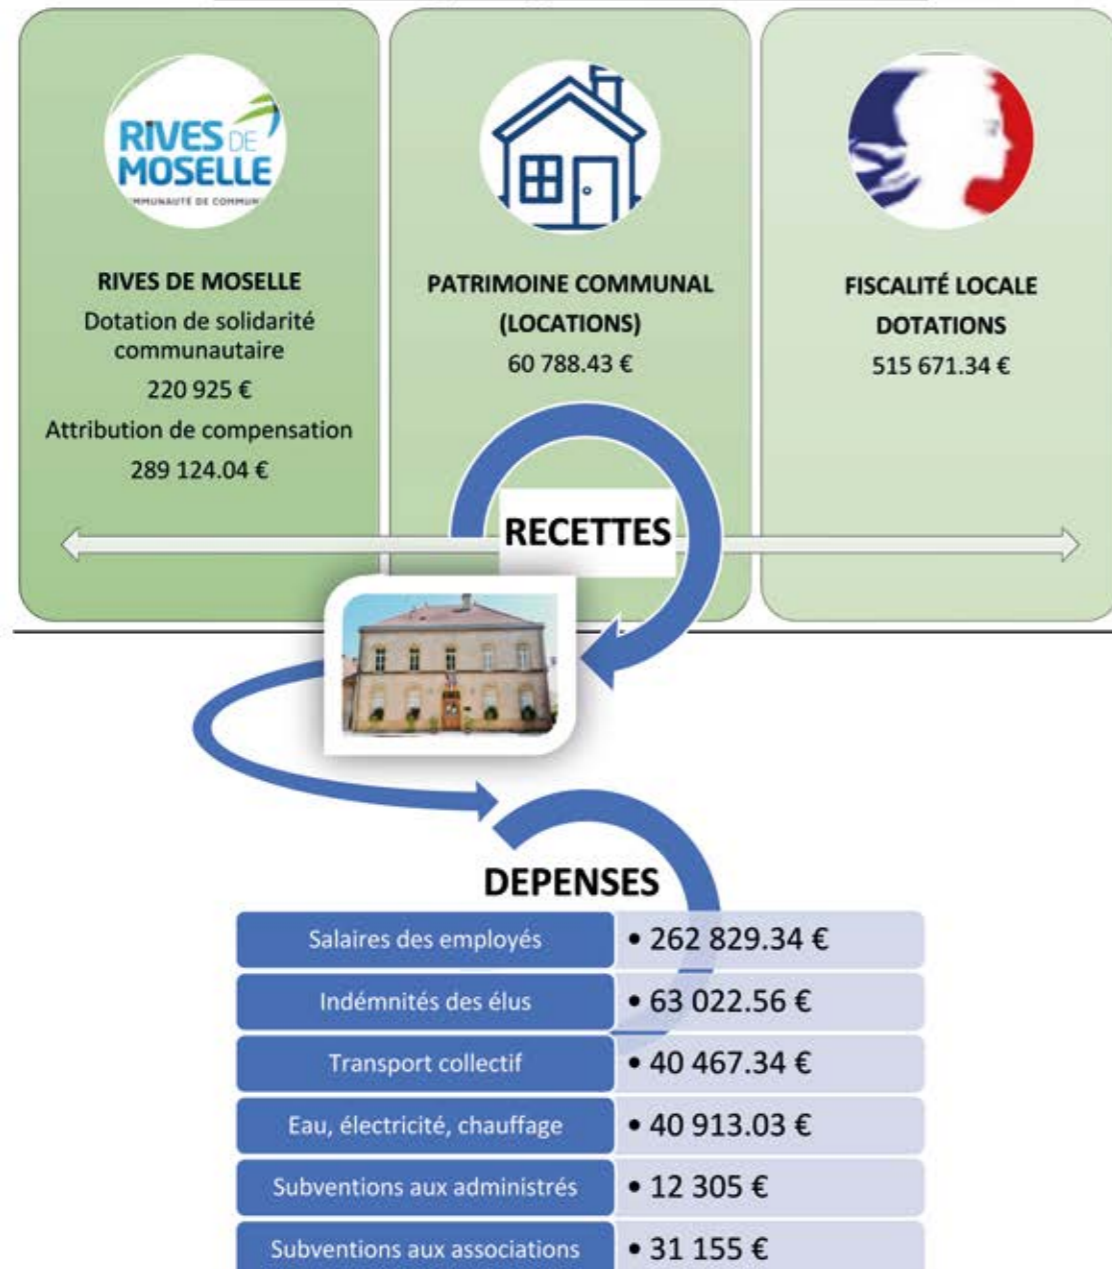 RIVES DE
MOSELLE
RIVES DE MOSELLE
Dotation de solidarité
communautaire
220 925 €
Attribution de compensation
289 124.04 €
PATRIMOINE COMMUNAL
(LOCATIONS)
60 788.43 €
FISCALITÉ LOCALE
DOTATIONS
515 671.34 €
RECETTES
DEPENSES
Salaires des employés • 262 829.34 €
Indémnités des élus • 63 022.56 €
Transport collectif • 40 467.34 €
Eau, électricité, chauffage • 40 913.03 €
Subventions aux administrés • 12 305 €
Subventions aux associations • 31 155 €